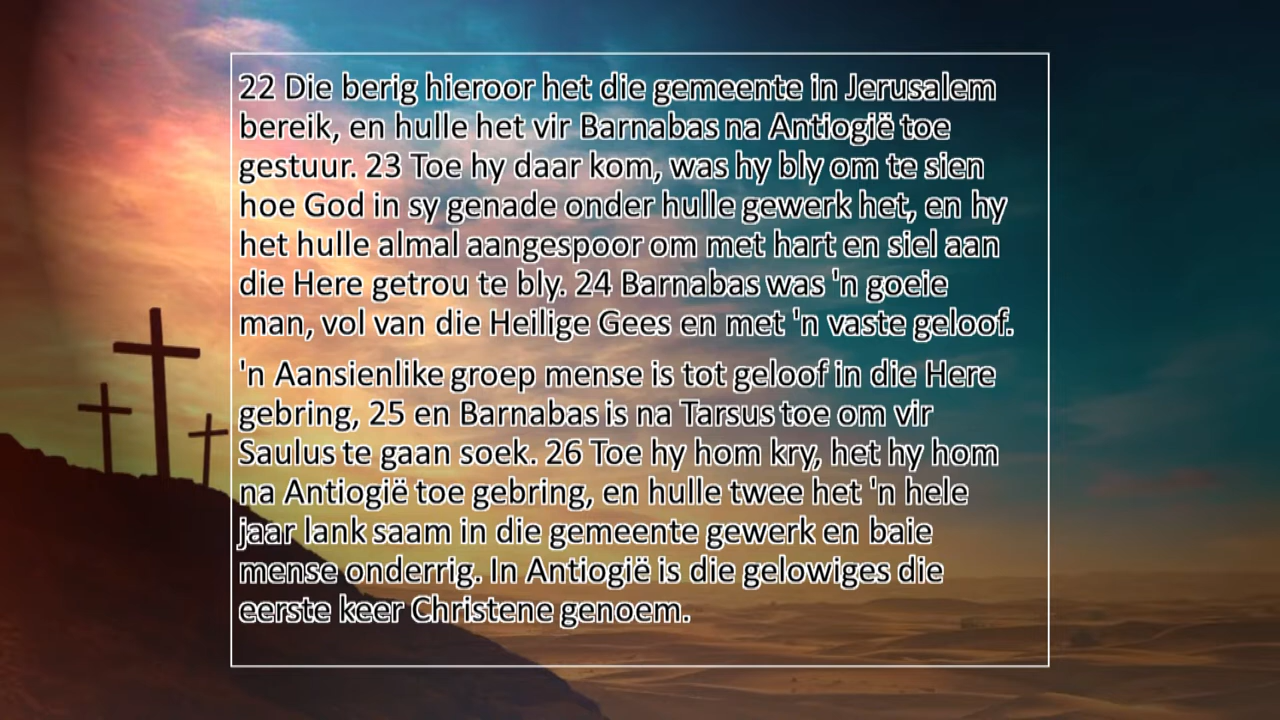 22 Die berig hieroor het die gemeente in Jerusalem
bereik, en hulle het vir Barnabas na Antiogië toe
gestuur. 23 Toe hy daar kom, was hy bly om te sien
hoe God in sy genade onder hulle gewerk het, en hy
het hulle almal aangespoor om met hart en siel aan
die Here getrou te bly. 24 Barnabas was 'n goeie
man, vol van die Heilige Gees en met 'n vaste geloof.
'n Aansienlike groep mense is tot geloof in die Here
gebring, 25 en Barnabas is na Tarsus toe om vir
Saulus te gaan soek. 26 Toe hy hom kry, het hy hom
na Antiogië toe gebring, en hulle twee het 'n hele
jaar lank saam in die gemeente gewerk en baie
mense onderrig. In Antiogië is die gelowiges die
eerste keer Christene genoem.